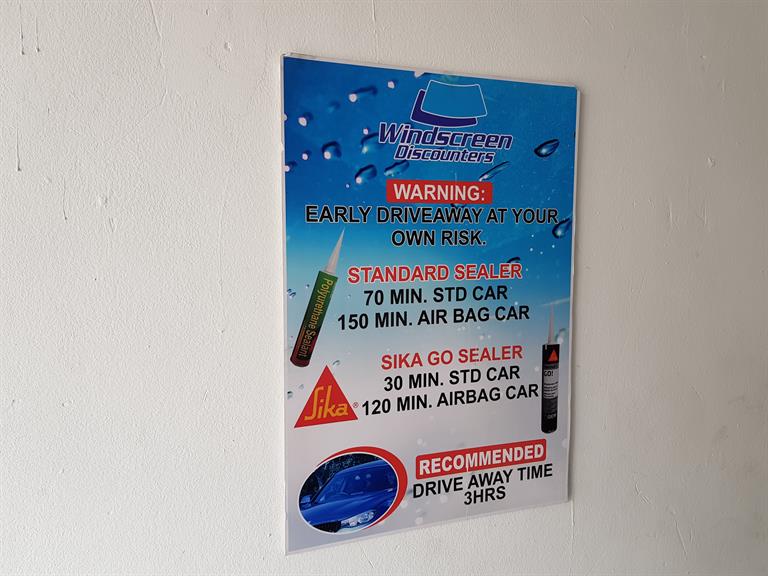 Windscreen
Discounters
WARNING:
EARLY DRIVEAWAY AT YOUR
OWN RISK.
STANDARD SEALER
70 MIN. STD CAR
150 MIN. AIR BAG CAR
Polyurethane Sealant
SIKA GO SEALER
30 MIN. STD CAR
120 MIN. AIRBAG CAR
Sika®
GO!
RECOMMENDED
DRIVE AWAY TIME
3HRS